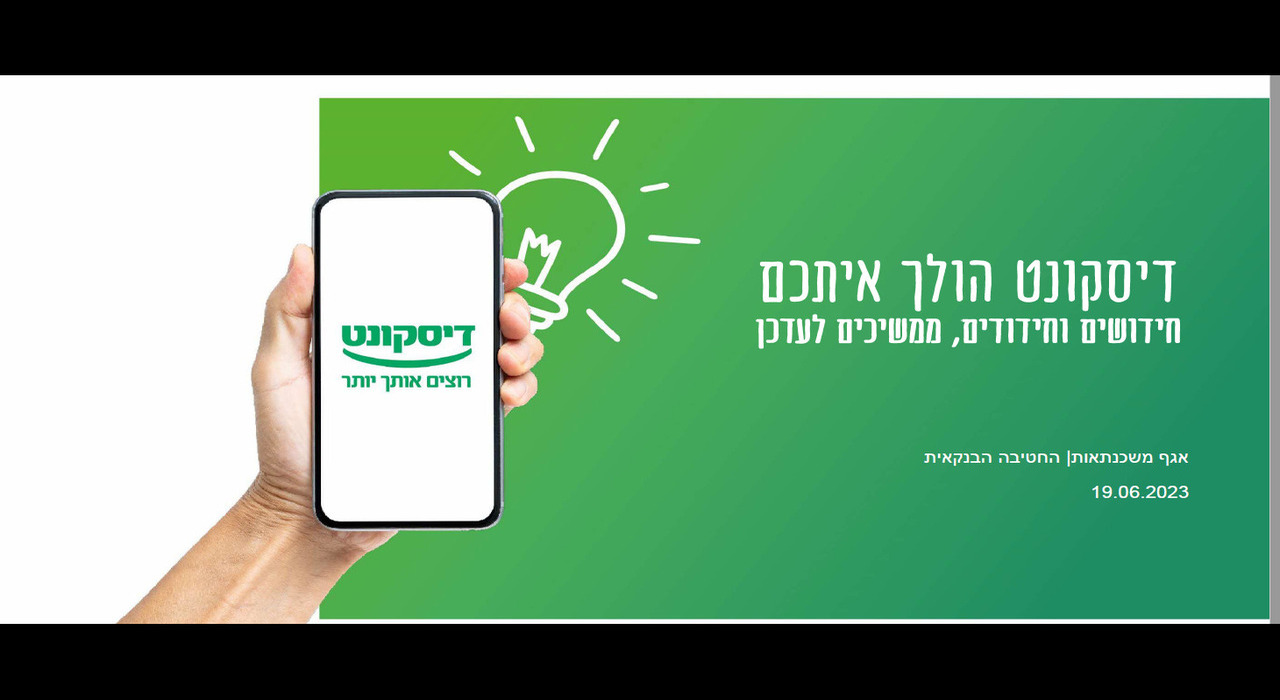 דיסקונט הולך איתכם
חידושים וחידודים, ממשיכים לעדכן
אגף משכנתאות| החטיבה הבנקאית
19.06.2023
דיסקונט
רוצים אותך יותר